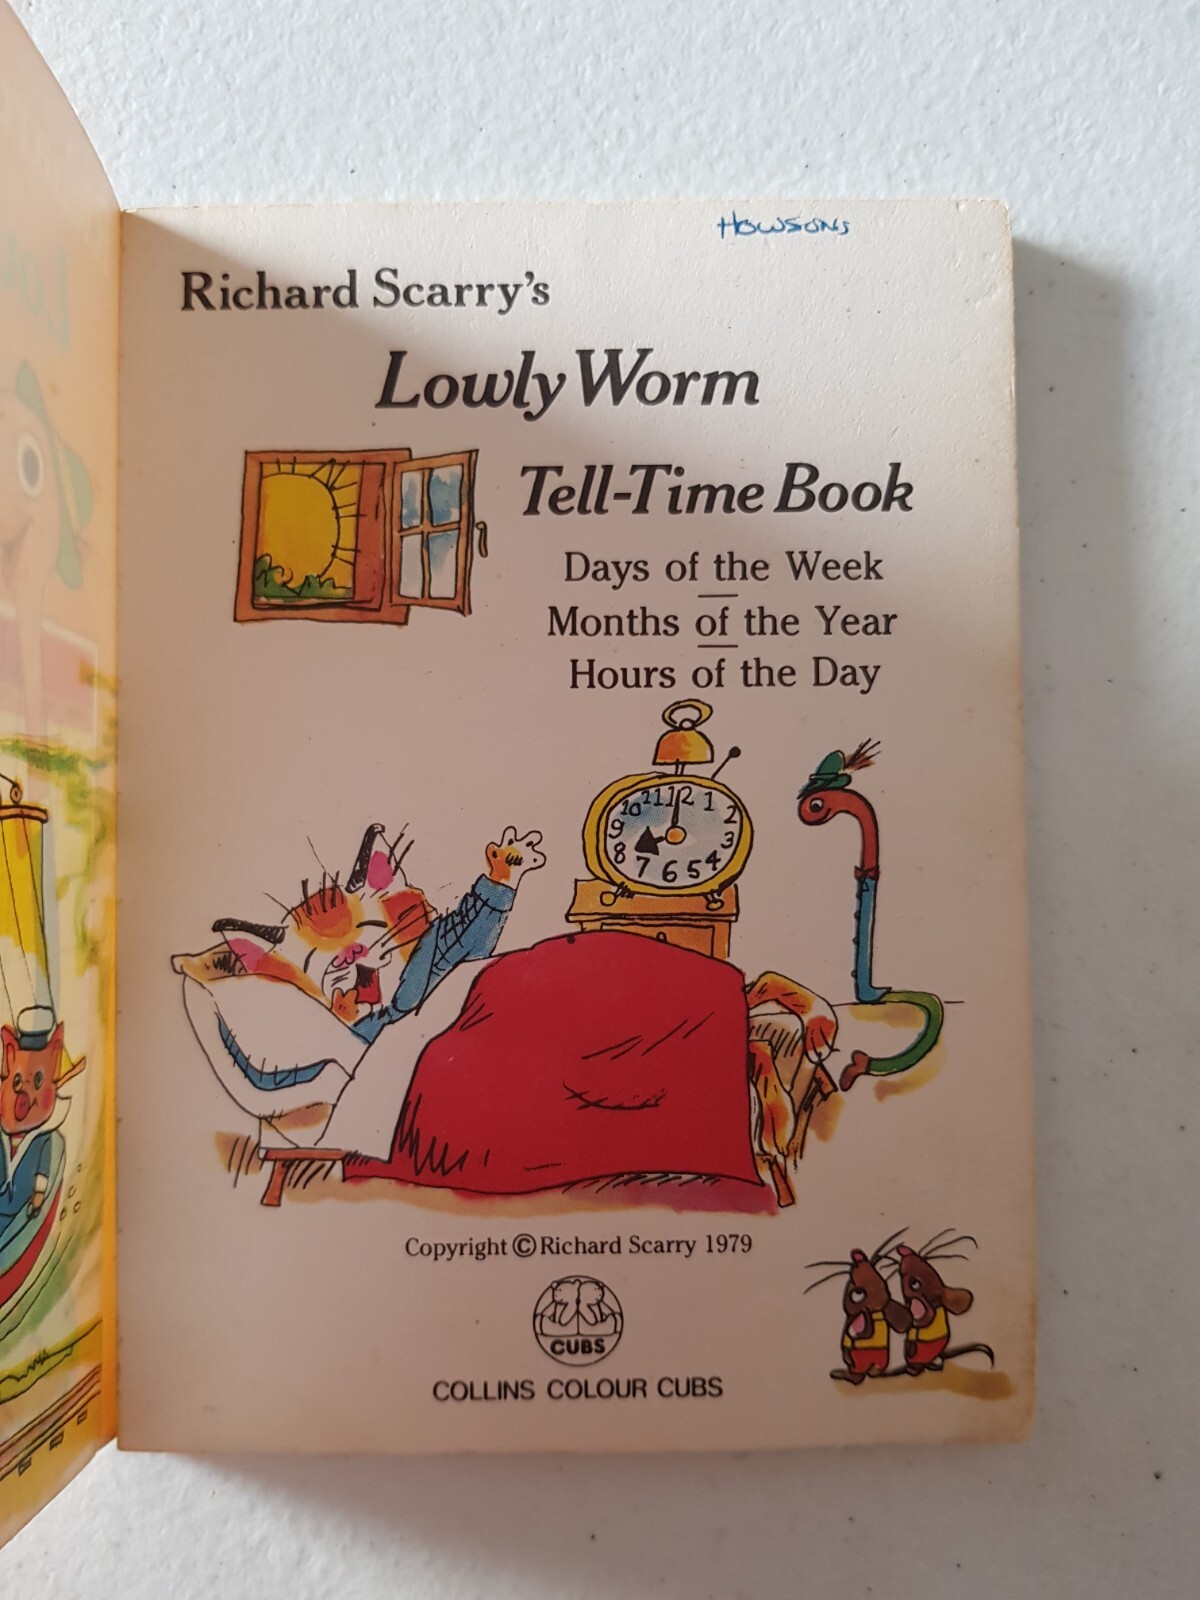 HOWSONS
Richard Scarry's
Lowly Worm
Tell-Time Book
Days of the Week
Months of the Year
Hours of the Day
10 11 12 1 2 3 4 5 6 7 8 9
Copyright © Richard Scarry 1979
CUBS
COLLINS COLOUR CUBS